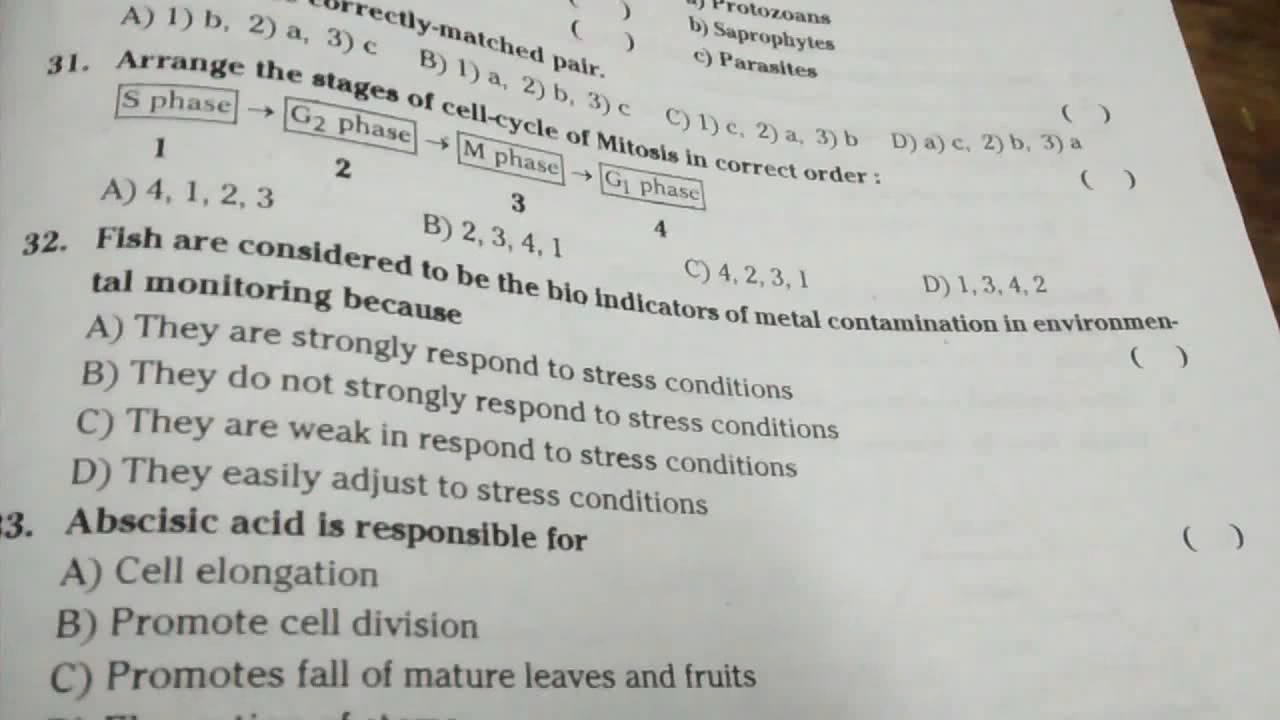 a) Protozoans
( ) b) Saprophytes
correctly-matched pair. ( ) c) Parasites
A) 1) b, 2) a, 3) c B) 1) a, 2) b, 3) c C) 1) c, 2) a, 3) b D) a) c, 2) b, 3) a
( )
31. Arrange the stages of cell-cycle of Mitosis in correct order : ( )
S phase → G2 phase → M phase → G1 phase
1 2 3 4
A) 4, 1, 2, 3 B) 2, 3, 4, 1 C) 4, 2, 3, 1 D) 1, 3, 4, 2
32. Fish are considered to be the bio indicators of metal contamination in environmen-
tal monitoring because ( )
A) They are strongly respond to stress conditions
B) They do not strongly respond to stress conditions
C) They are weak in respond to stress conditions
D) They easily adjust to stress conditions
33. Abscisic acid is responsible for ( )
A) Cell elongation
B) Promote cell division
C) Promotes fall of mature leaves and fruits